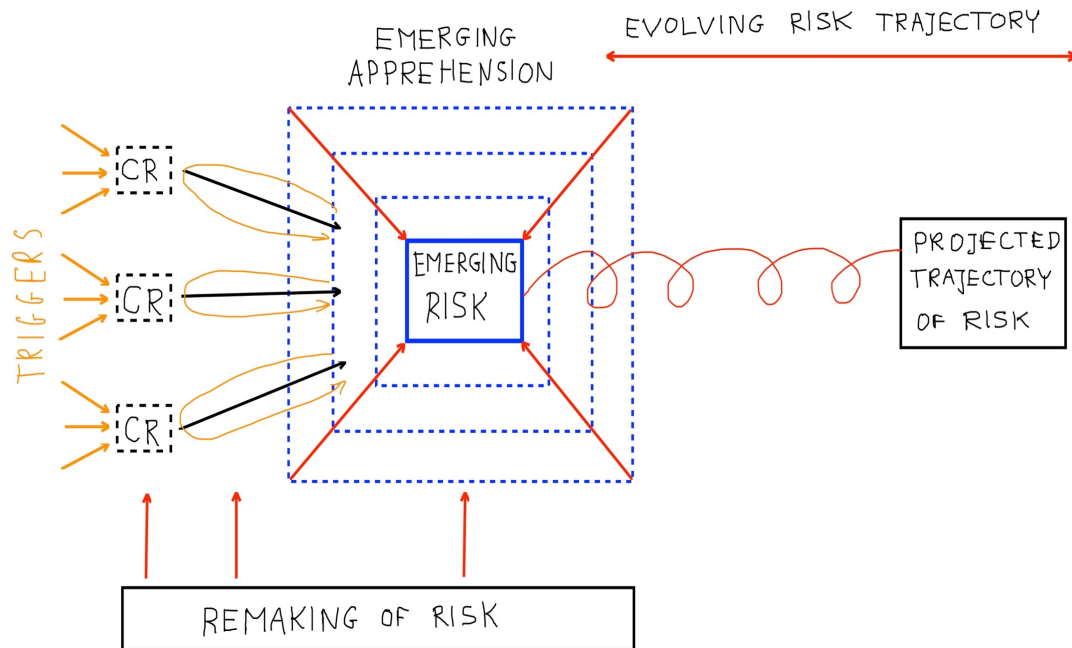 EMERGING
APPREHENSION
EVOLVING RISK TRAJECTORY
TRIGGERS
CR
CR
CR
EMERGING
RISK
PROJECTED
TRAJECTORY
OF RISK
REMAKING OF RISK